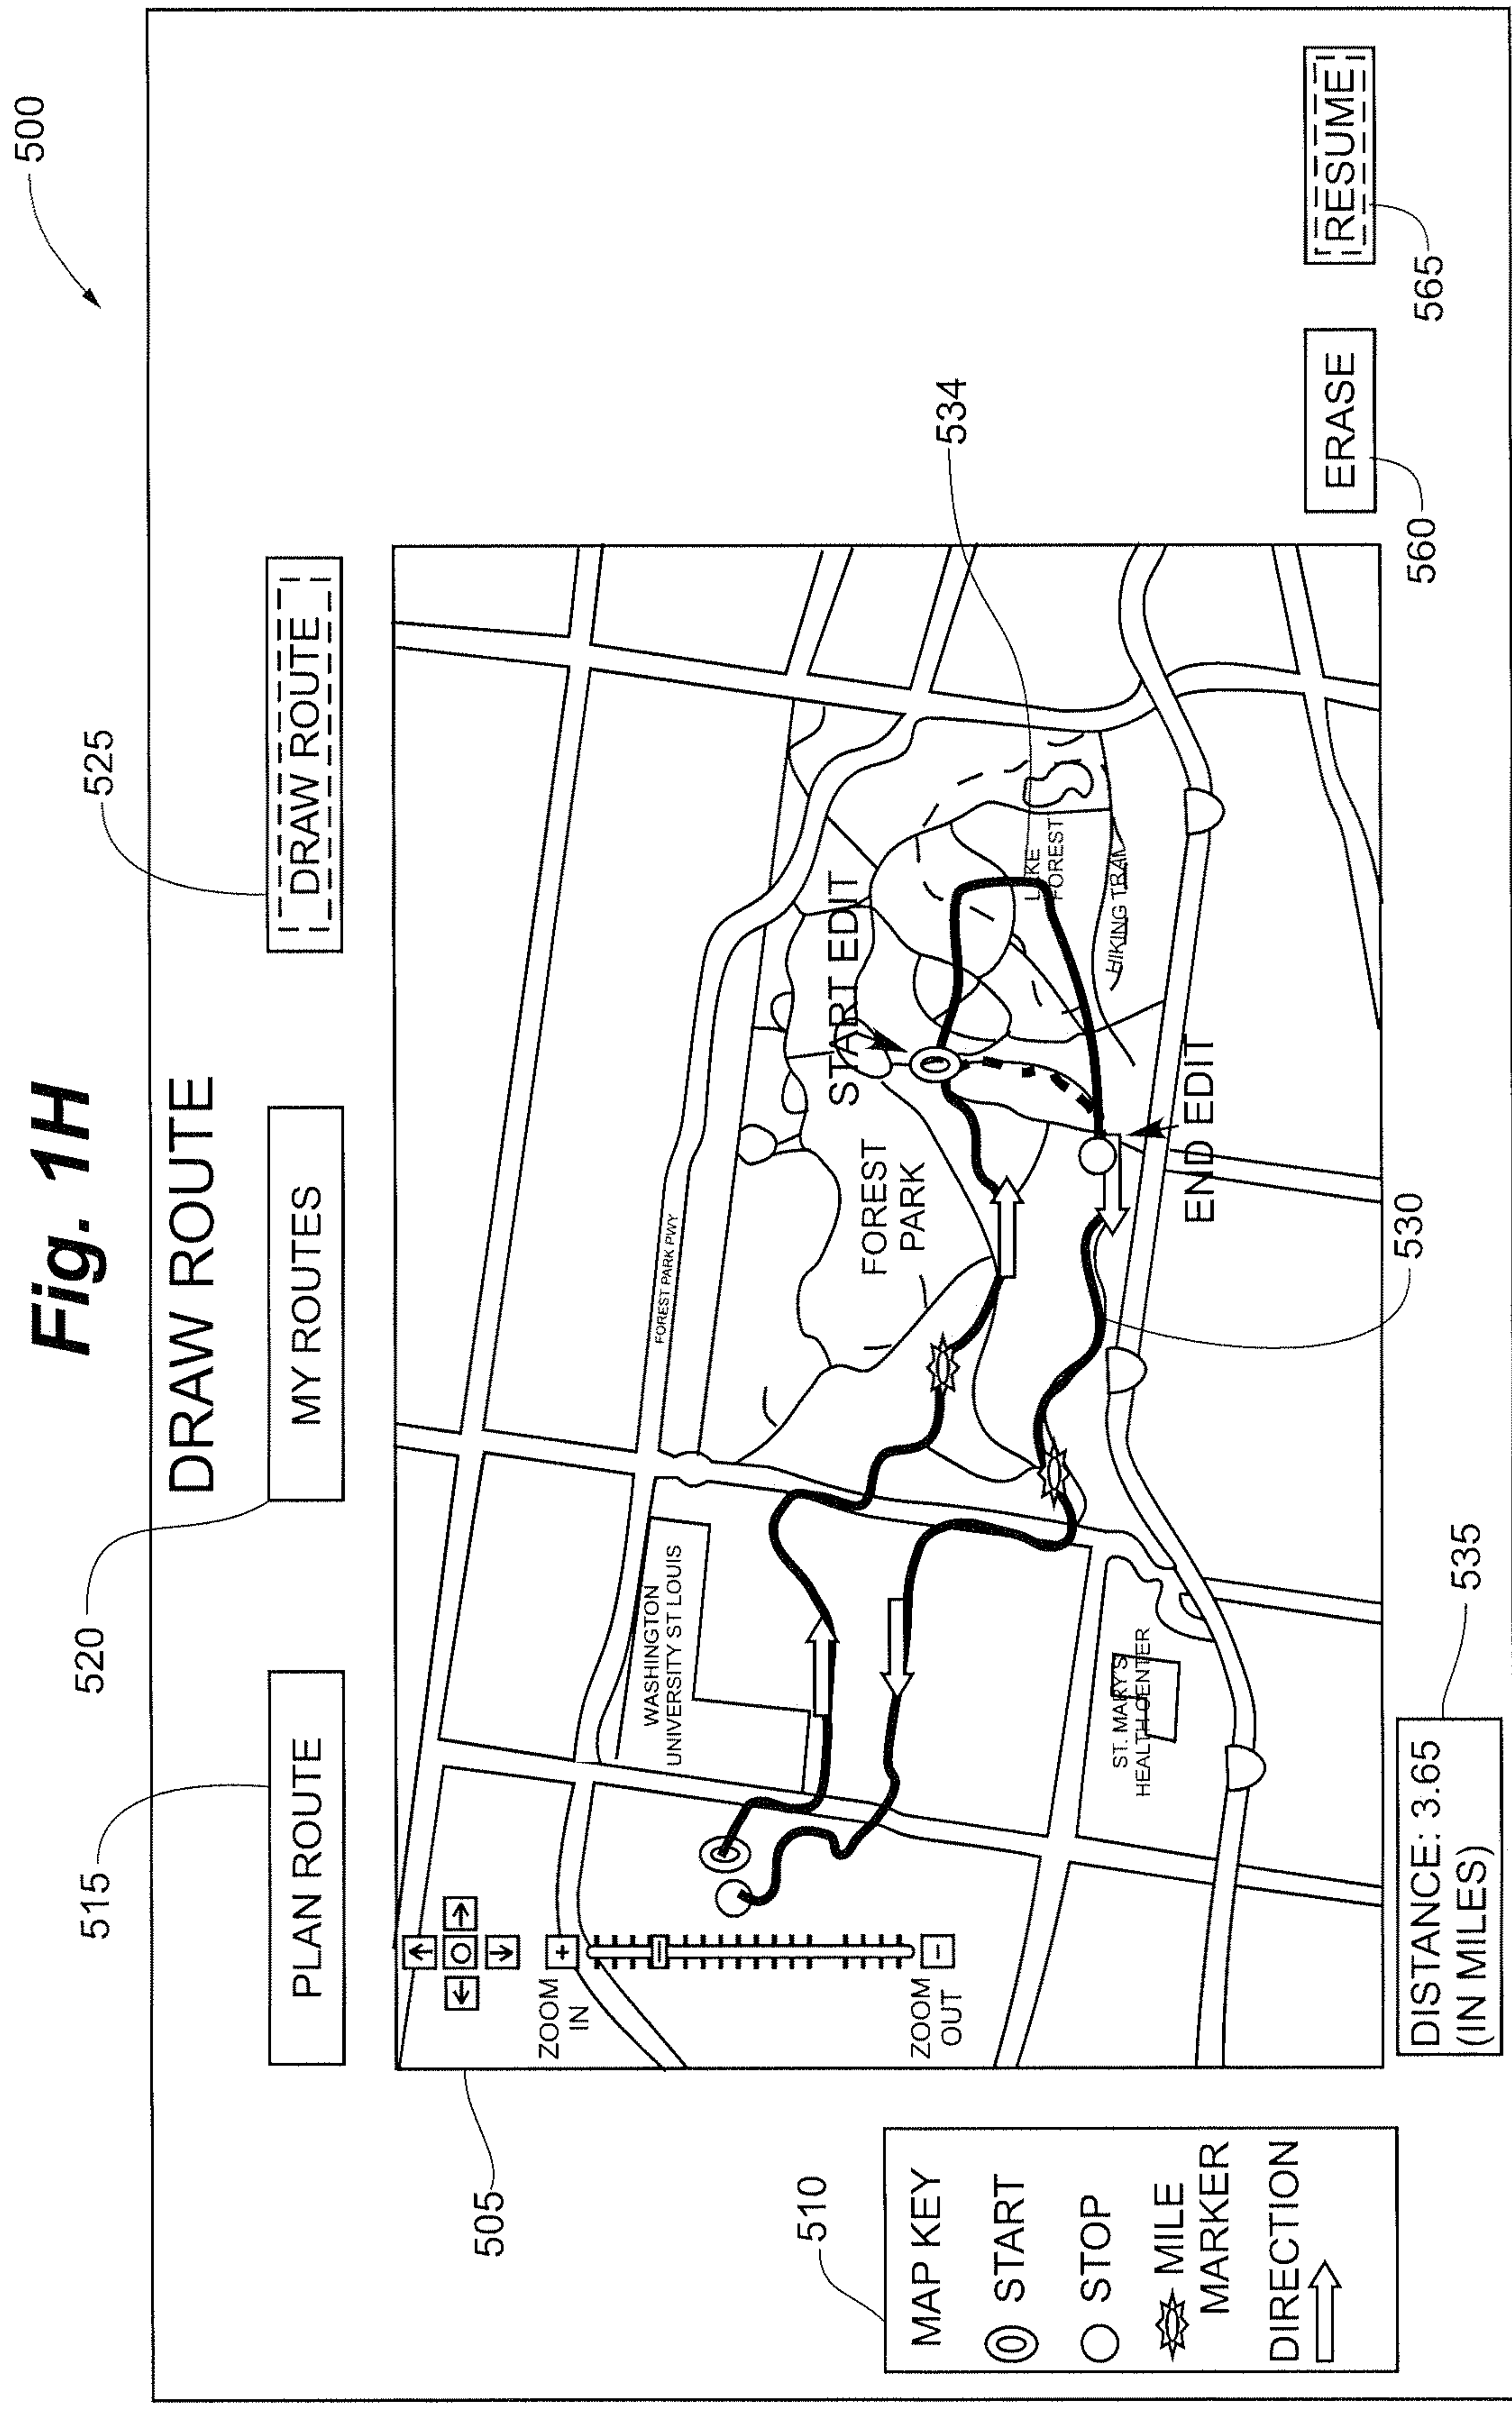 Fig. 1H
500
DRAW ROUTE
515
520
525
PLAN ROUTE
MY ROUTES
DRAW ROUTE
505
ZOOM
IN
ZOOM
OUT
WASHINGTON
UNIVERSITY ST LOUIS
FOREST PARK PWY
FOREST
PARK
START EDIT
LAKE
FOREST
HIKING TRAIL
ST. MARY'S
HEALTH CENTER
END EDIT
534
530
510
MAP KEY
START
STOP
MILE
MARKER
DIRECTION
DISTANCE: 3.65
(IN MILES)
535
ERASE
RESUME
560
565